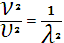 𝒱²/𝒰² = 1/𝜆²